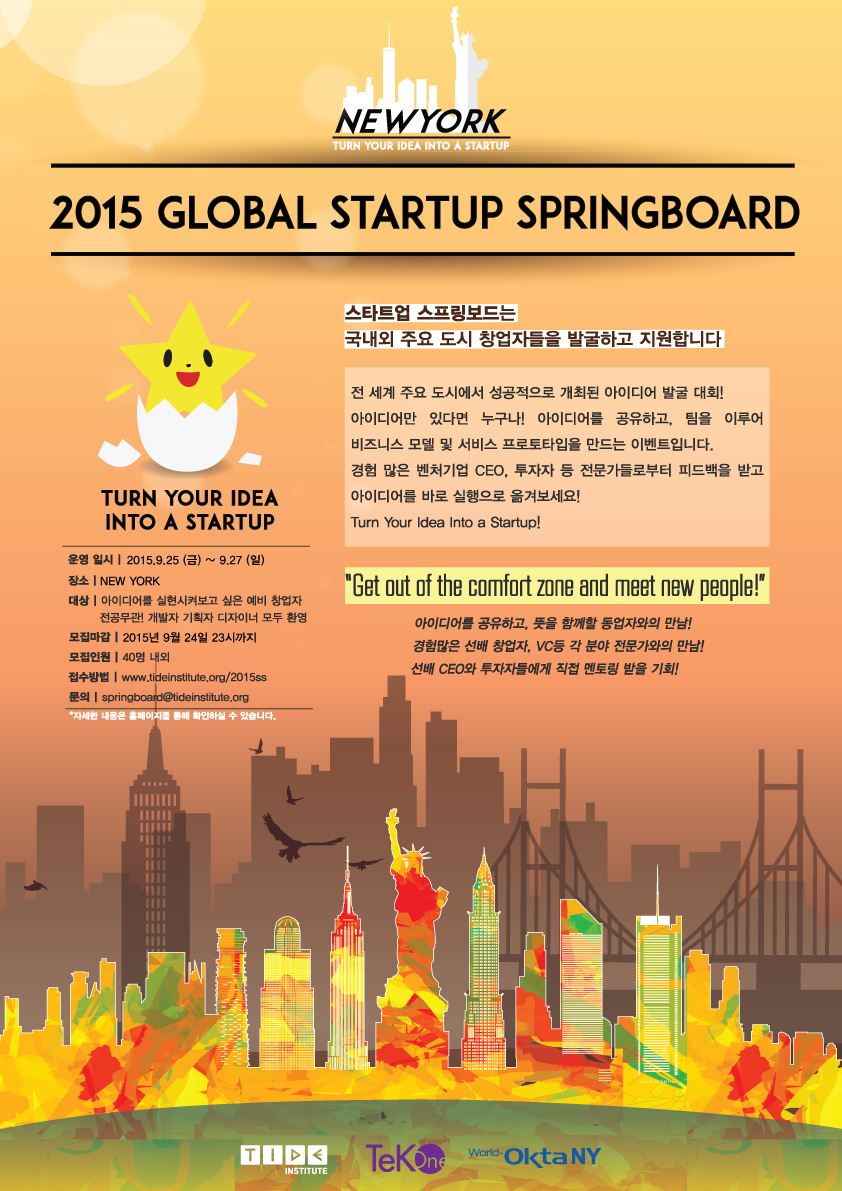 NEWYORK
TURN YOUR IDEA INTO A STARTUP
2015 GLOBAL STARTUP SPRINGBOARD
스타트업 스프링보드는
국내외 주요 도시 창업자들을 발굴하고 지원합니다
전 세계 주요 도시에서 성공적으로 개최된 아이디어 발굴 대회!
아이디어만 있다면 누구나! 아이디어를 공유하고, 팀을 이루어
비즈니스 모델 및 서비스 프로토타입을 만드는 이벤트입니다.
경험 많은 벤처기업 CEO, 투자자 등 전문가들로부터 피드백을 받고
아이디어를 바로 실행으로 옮겨보세요!
Turn Your Idea Into a Startup!
TURN YOUR IDEA
INTO A STARTUP
운영 일시 | 2015.9.25 (금) ~ 9.27 (일)
장소 | NEW YORK
대상 | 아이디어를 실현시켜보고 싶은 예비 창업자
전공무관! 개발자 기획자 디자이너 모두 환영
모집마감 | 2015년 9월 24일 23시까지
모집인원 | 40명 내외
접수방법 | www.tideinstitute.org/2015ss
문의 | springboard@tideinstitute.org
*자세한 내용은 홈페이지를 통해 확인하실 수 있습니다.
"Get out of the comfort zone and meet new people!"
아이디어를 공유하고, 뜻을 함께할 동업자와의 만남!
경험많은 선배 창업자, VC등 각 분야 전문가와의 만남!
선배 CEO와 투자자들에게 직접 멘토링 받을 기회!
TIDE
INSTITUTE
TeKOne
World-OktaNY